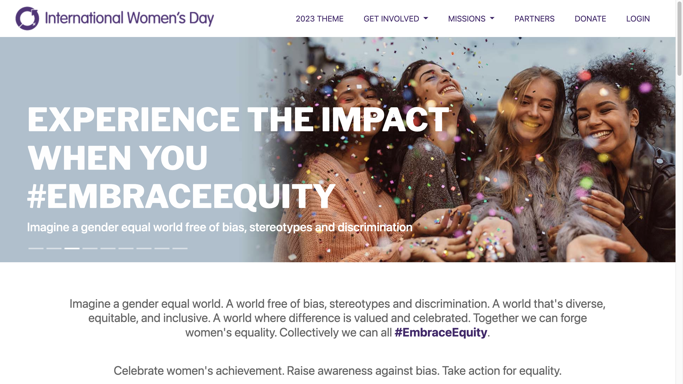 International Women's Day
2023 THEME
GET INVOLVED
MISSIONS
PARTNERS
DONATE
LOGIN
EXPERIENCE THE IMPACT
WHEN YOU
#EMBRACEEQUITY
Imagine a gender equal world free of bias, stereotypes and discrimination
Imagine a gender equal world. A world free of bias, stereotypes and discrimination. A world that's diverse,
equitable, and inclusive. A world where difference is valued and celebrated. Together we can forge
women's equality. Collectively we can all #EmbraceEquity.
Celebrate women's achievement. Raise awareness against bias. Take action for equality.